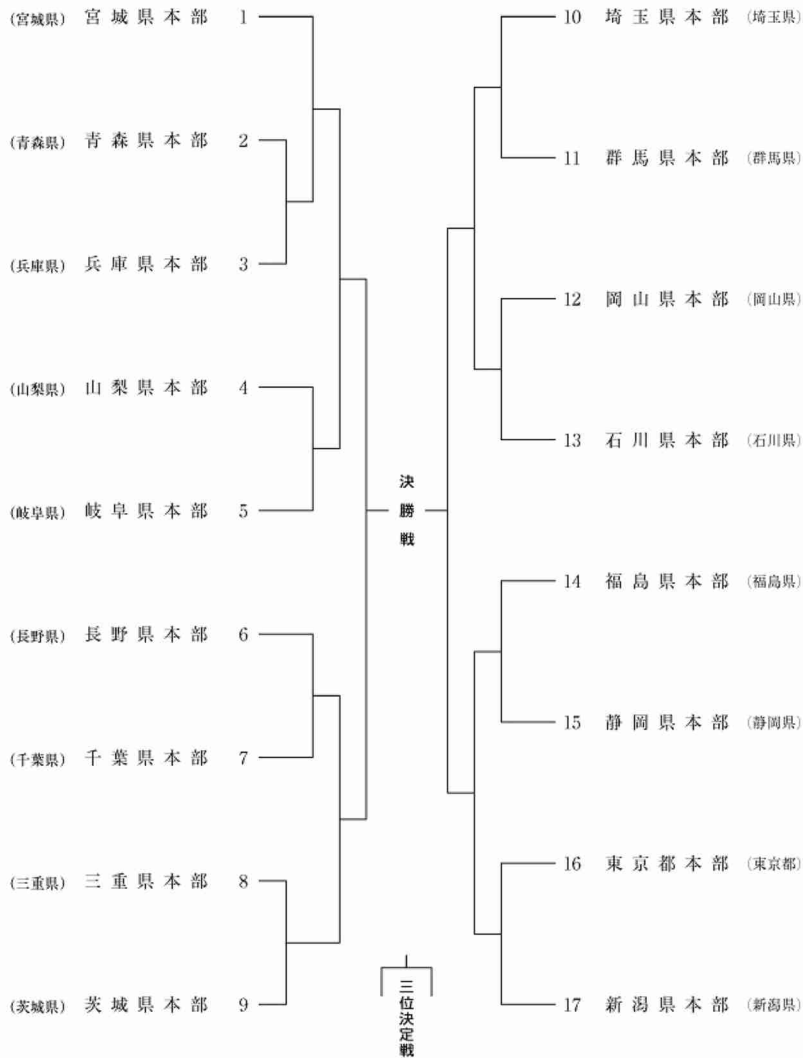 (宮城県) 宮城県本部 1
(青森県) 青森県本部 2
(兵庫県) 兵庫県本部 3
(山梨県) 山梨県本部 4
(岐阜県) 岐阜県本部 5
(長野県) 長野県本部 6
(千葉県) 千葉県本部 7
(三重県) 三重県本部 8
(茨城県) 茨城県本部 9
決勝戦
三位決定戦
10 埼玉県本部 (埼玉県)
11 群馬県本部 (群馬県)
12 岡山県本部 (岡山県)
13 石川県本部 (石川県)
14 福島県本部 (福島県)
15 静岡県本部 (静岡県)
16 東京都本部 (東京都)
17 新潟県本部 (新潟県)